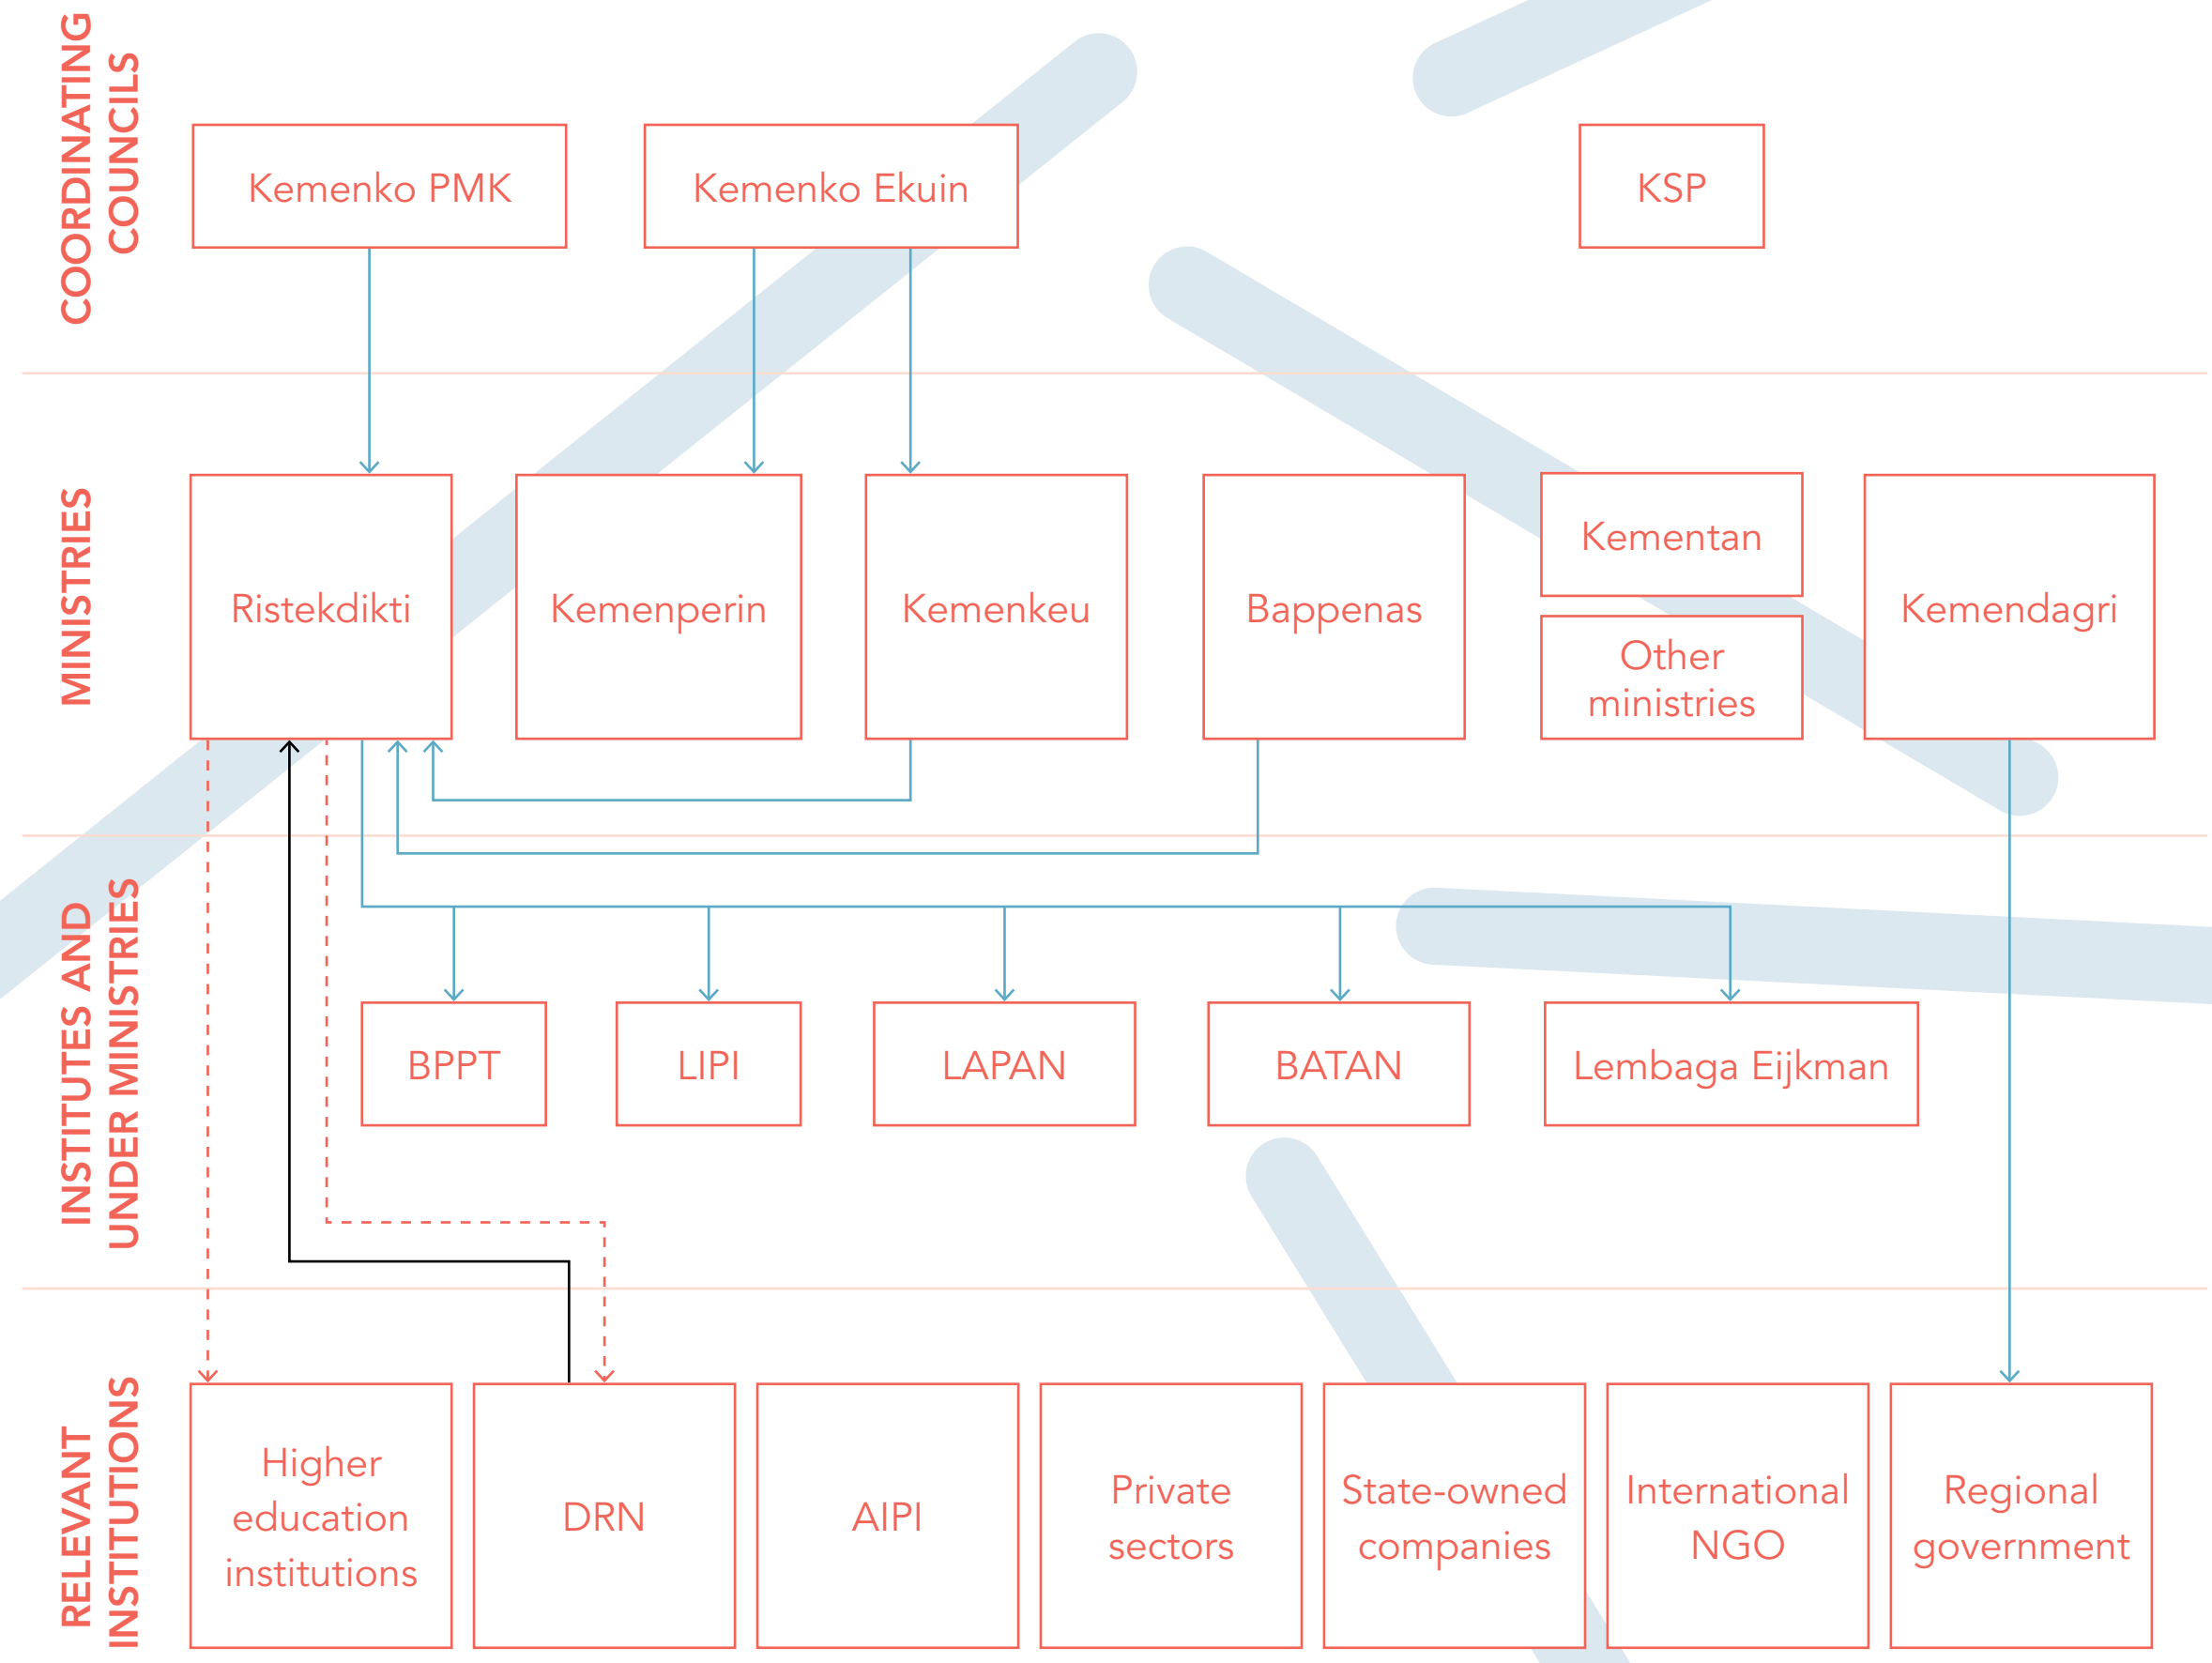 COORDINATING
COUNCILS
Kemenko PMK
Kemenko Ekuin
KSP
MINISTRIES
Ristekdikti
Kemenperin
Kemenkeu
Bappenas
Kementan
Other
ministries
Kemendagri
INSTITUTES AND
UNDER MINISTRIES
BPPT
LIPI
LAPAN
BATAN
Lembaga Eijkman
RELEVANT
INSTITUTIONS
Higher
education
institutions
DRN
AIPI
Private
sectors
State-owned
companies
International
NGO
Regional
government